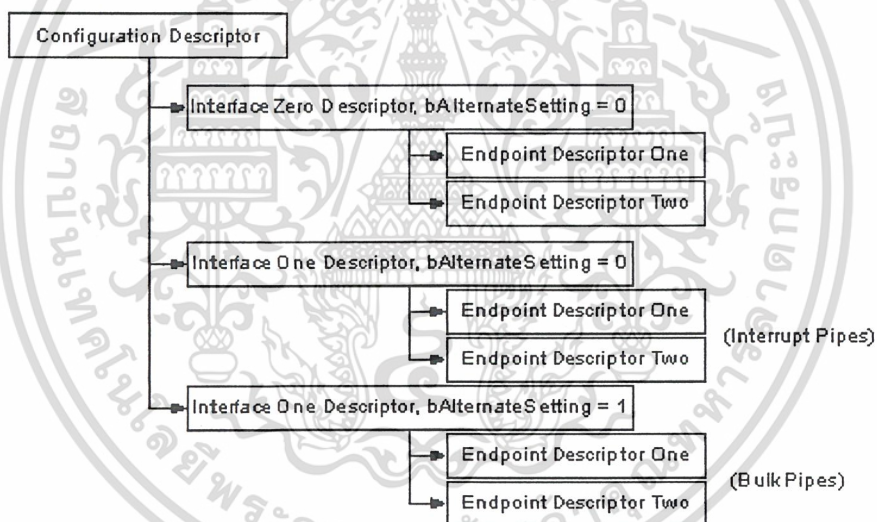 Configuration Descriptor
Interface Zero Descriptor, bAlternateSetting = 0
Endpoint Descriptor One
Endpoint Descriptor Two
Interface One Descriptor, bAlternateSetting = 0
Endpoint Descriptor One
(Interrupt Pipes)
Endpoint Descriptor Two
Interface One Descriptor, bAlternateSetting = 1
Endpoint Descriptor One
(Bulk Pipes)
Endpoint Descriptor Two